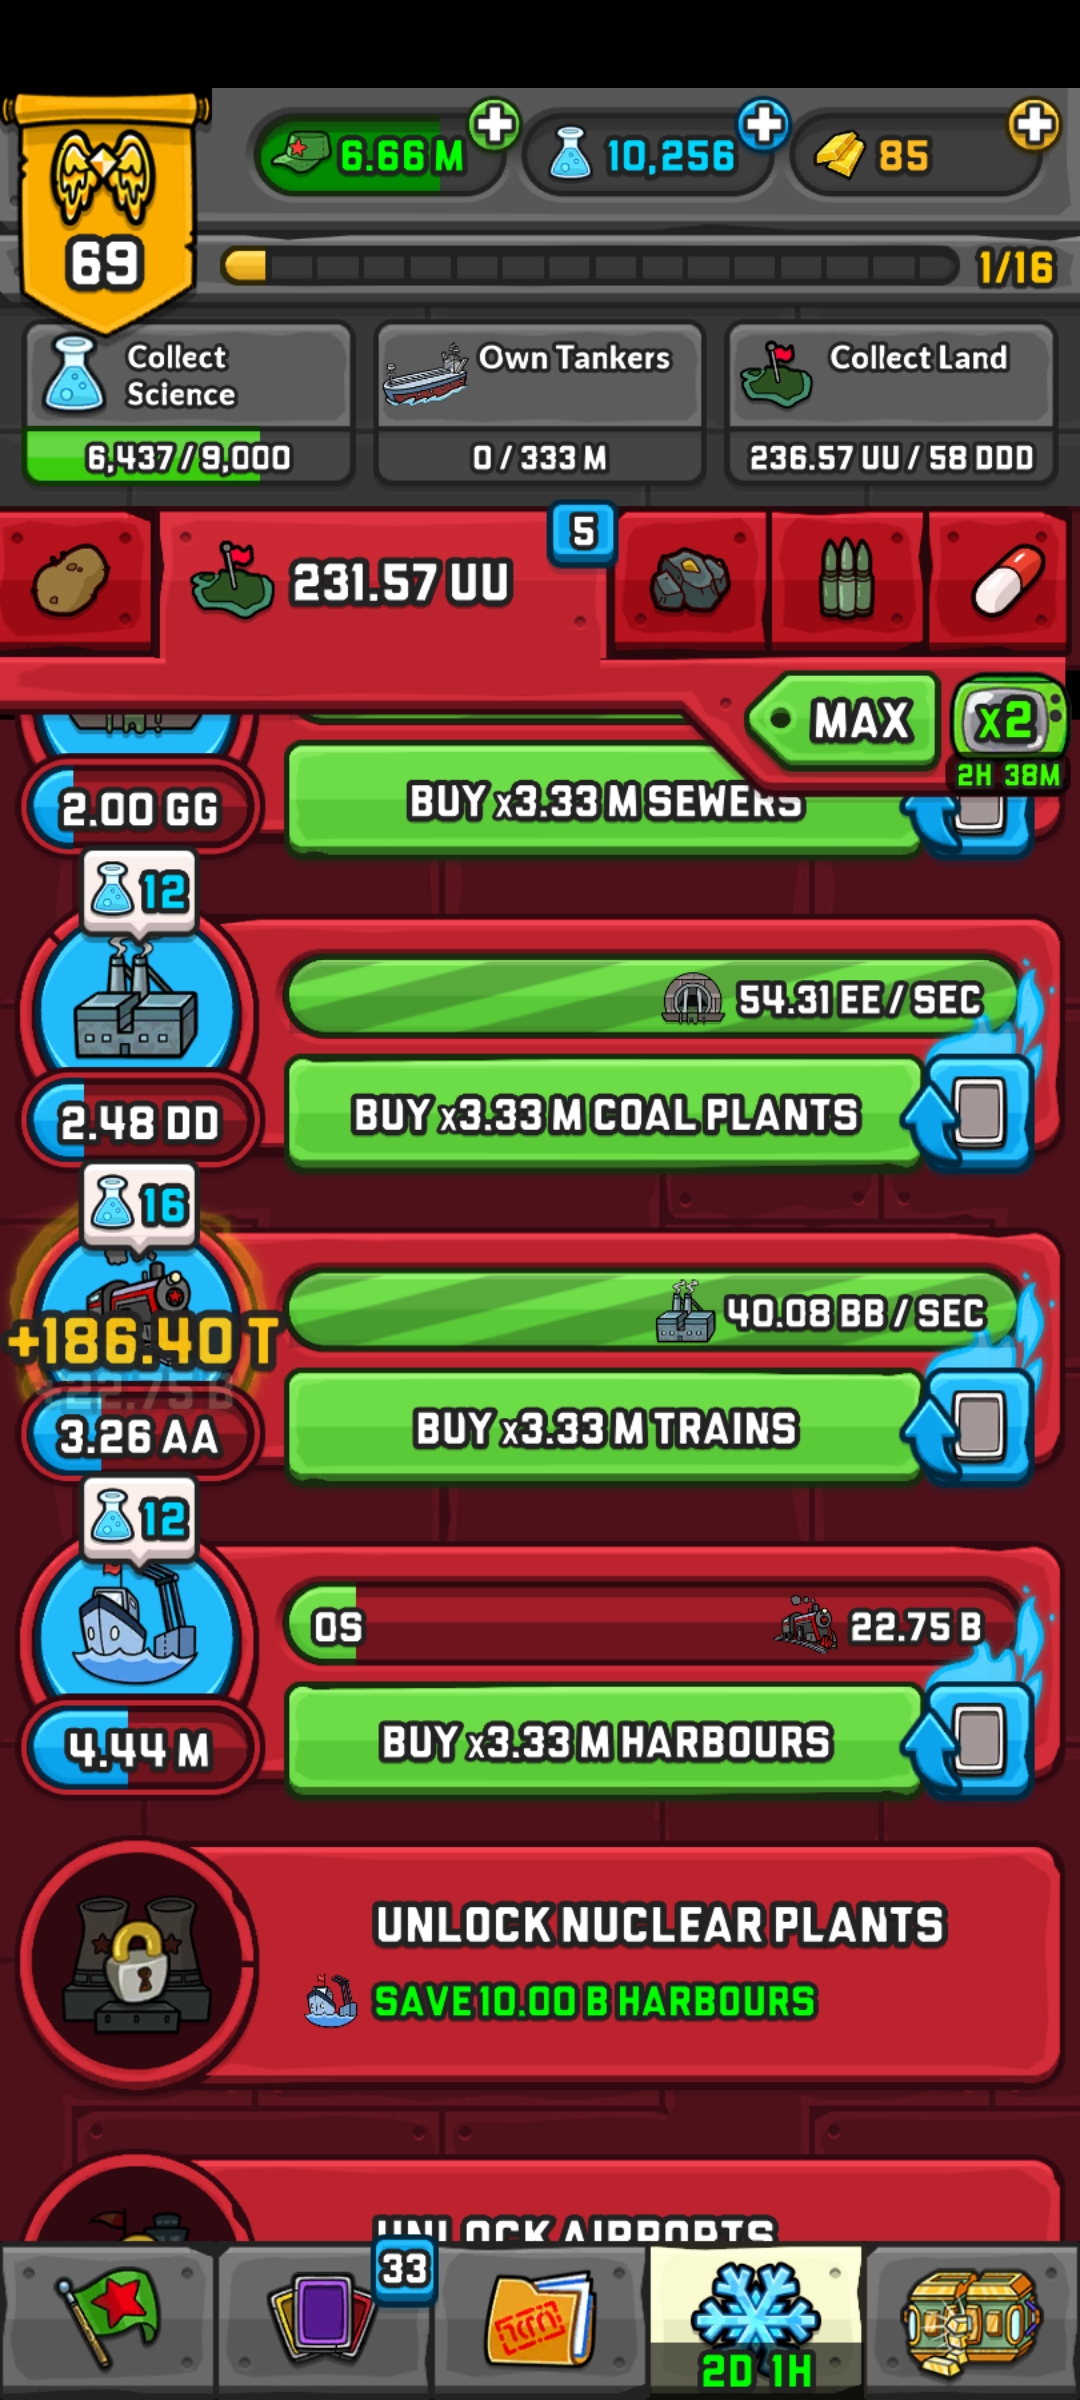 6.66 M
10,256
85
69
1/16
Collect
Science
6,437/9,000
Own Tankers
0/333 M
Collect Land
236.57 UU/58 DDD
231.57 UU
5
MAX
x2
2H 38M
2.00 GG
BUY x3.33 M SEWERS
12
54.31 EE/SEC
2.48 DD
BUY x3.33 M COAL PLANTS
16
40.08 BB/SEC
+186.40 T
+22.75 B
3.26 AA
BUY x3.33 M TRAINS
12
0S
22.75 B
4.44 M
BUY x3.33 M HARBOURS
UNLOCK NUCLEAR PLANTS
SAVE 10.00 B HARBOURS
UNLOCK AIRPORTS
33
2D 1H